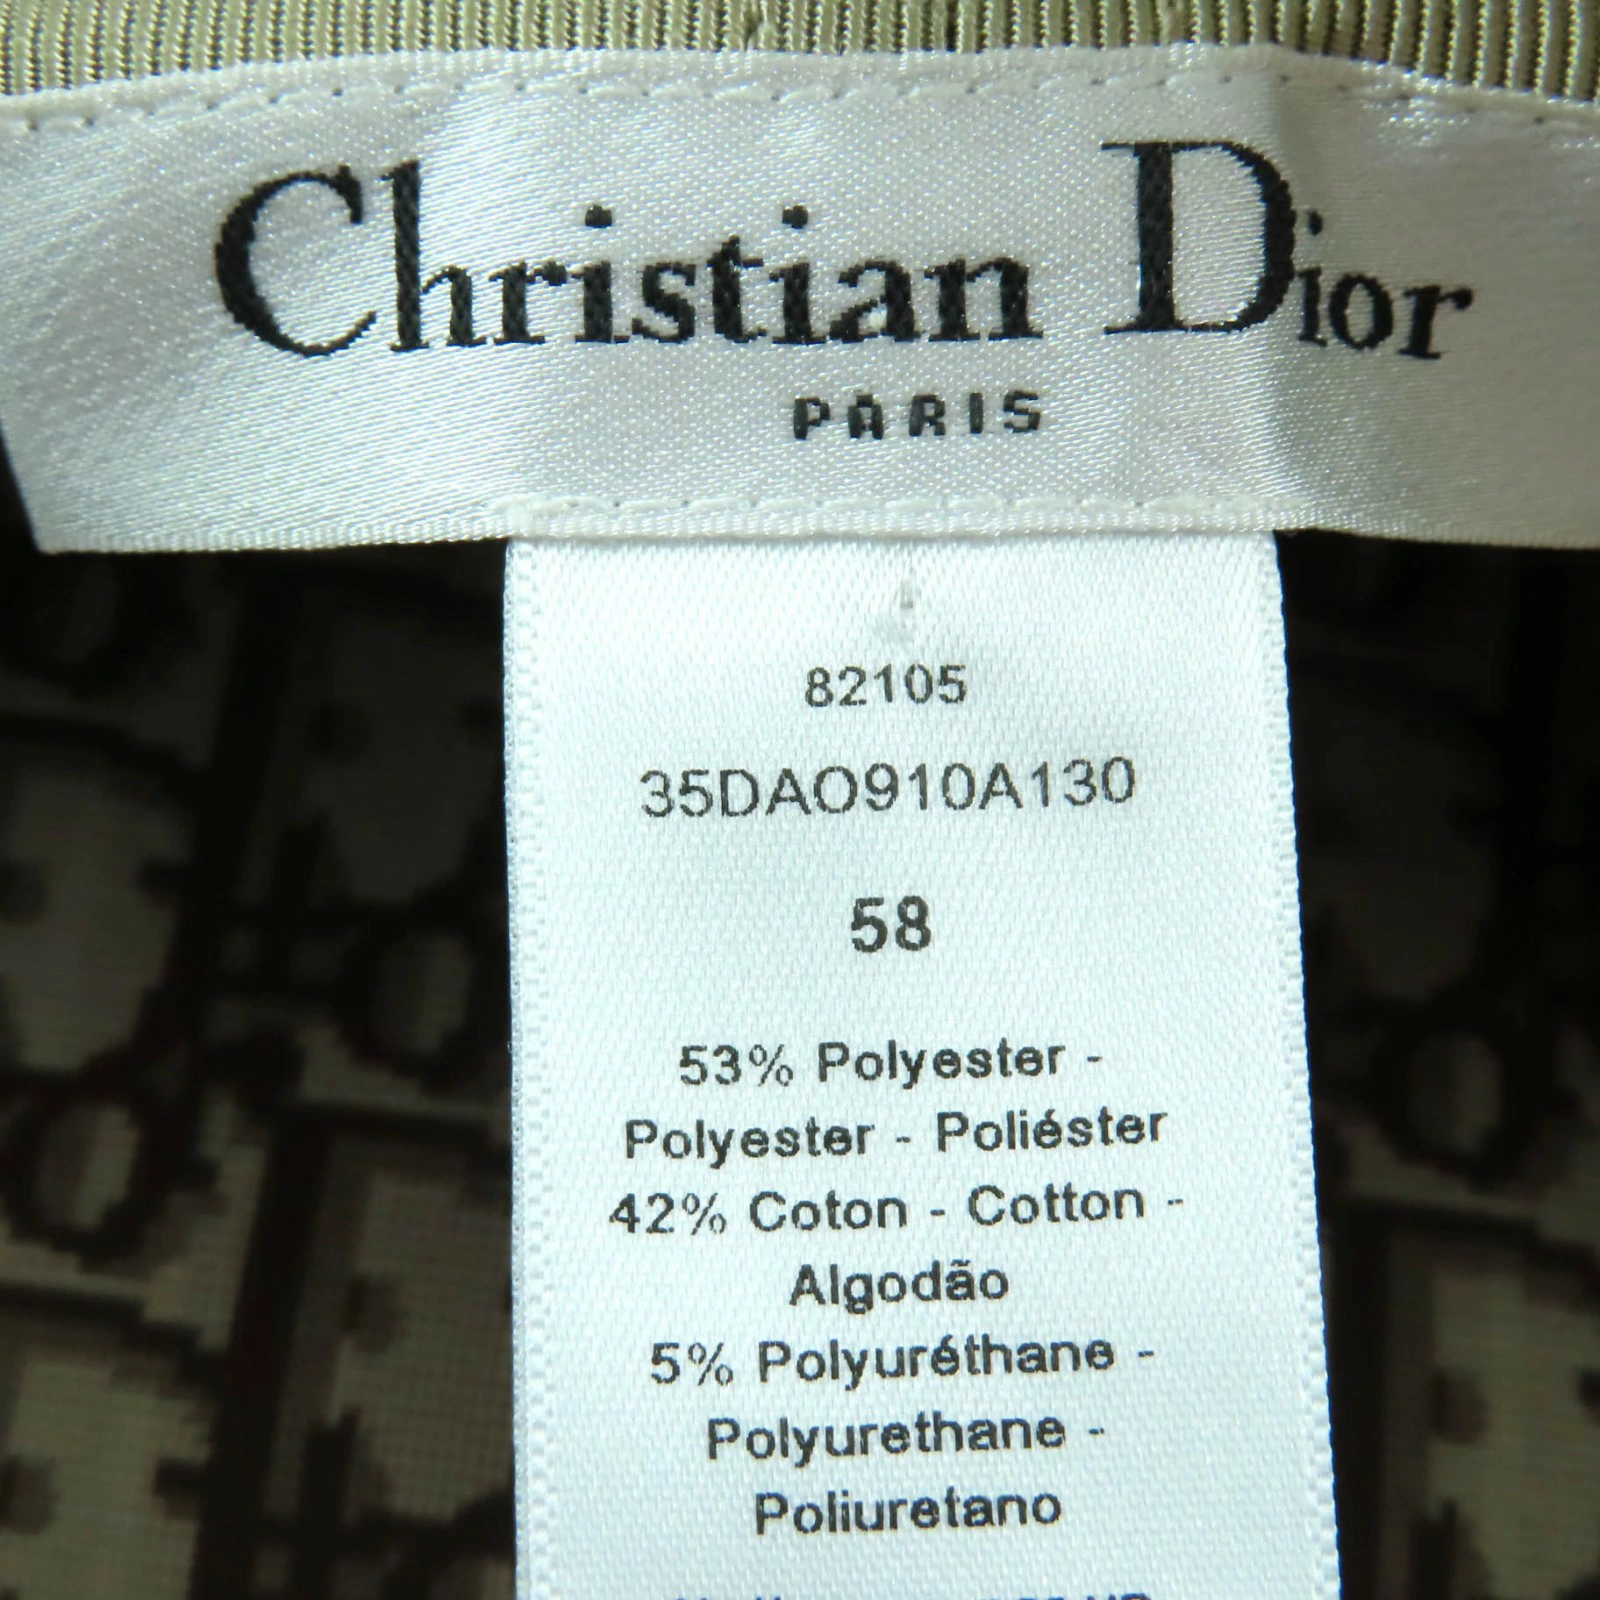 Christian Dior
PARIS
82105
35DAO910A130
58
53% Polyester -
Polyester - Poliéster
42% Coton - Cotton -
Algodão
5% Polyuréthane -
Polyurethane -
Poliuretano